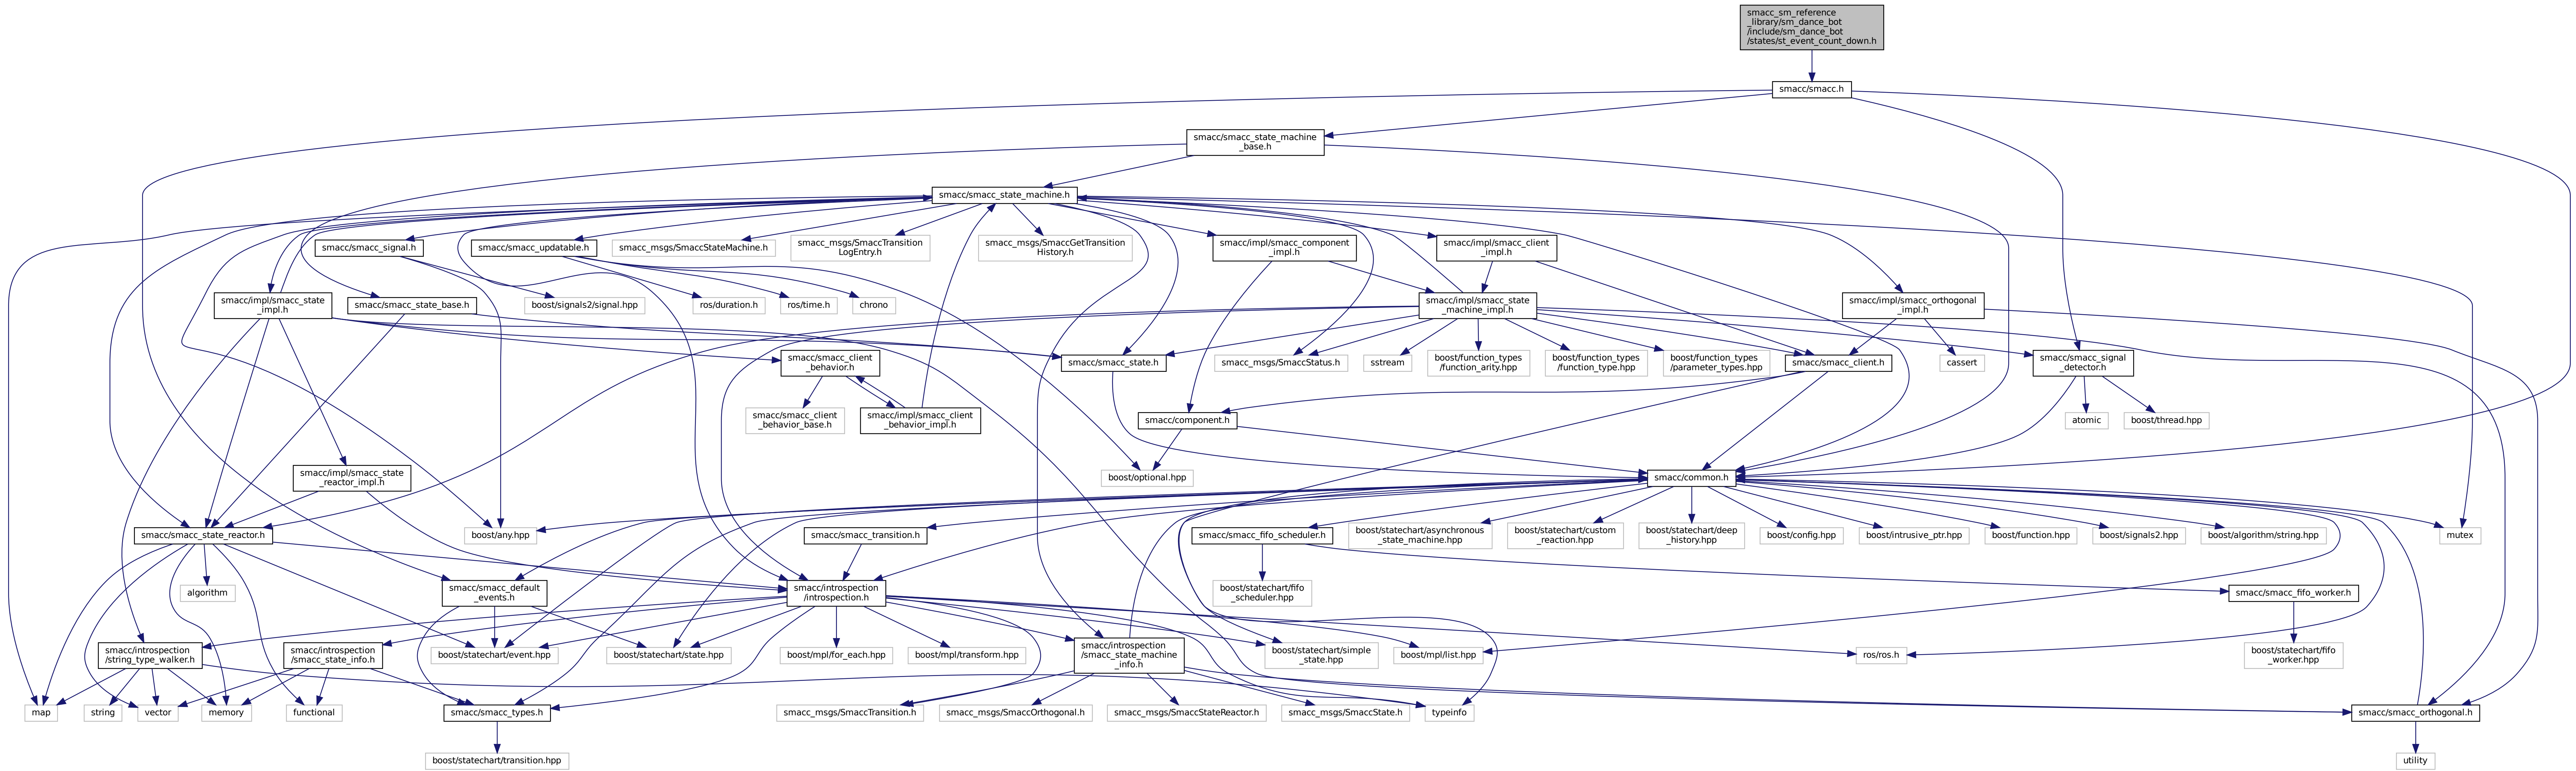 smacc_sm_reference
_library/sm_dance_bot
/include/sm_dance_bot
/states/st_event_count_down.h
smacc/smacc.h
smacc/smacc_state_machine
_base.h
smacc/smacc_state_machine.h
smacc/smacc_signal.h
smacc/smacc_updatable.h
smacc_msgs/SmaccStateMachine.h
smacc_msgs/SmaccTransition
LogEntry.h
smacc_msgs/SmaccGetTransition
History.h
smacc/impl/smacc_component
_impl.h
smacc/impl/smacc_client
_impl.h
smacc/impl/smacc_state
_impl.h
smacc/smacc_state_base.h
boost/signals2/signal.hpp
ros/duration.h
ros/time.h
chrono
smacc/impl/smacc_state
_machine_impl.h
smacc/impl/smacc_orthogonal
_impl.h
smacc/smacc_client
_behavior.h
smacc/smacc_state.h
smacc_msgs/SmaccStatus.h
sstream
boost/function_types
/function_arity.hpp
boost/function_types
/function_type.hpp
boost/function_types
/parameter_types.hpp
smacc/smacc_client.h
cassert
smacc/smacc_signal
_detector.h
smacc/smacc_client
_behavior_base.h
smacc/impl/smacc_client
_behavior_impl.h
smacc/component.h
atomic
boost/thread.hpp
smacc/impl/smacc_state
_reactor_impl.h
boost/optional.hpp
smacc/common.h
smacc/smacc_state_reactor.h
boost/any.hpp
smacc/smacc_transition.h
smacc/smacc_fifo_scheduler.h
boost/statechart/asynchronous
_state_machine.hpp
boost/statechart/custom
_reaction.hpp
boost/statechart/deep
_history.hpp
boost/config.hpp
boost/intrusive_ptr.hpp
boost/function.hpp
boost/signals2.hpp
boost/algorithm/string.hpp
mutex
algorithm
smacc/smacc_default
_events.h
smacc/introspection
/introspection.h
boost/statechart/fifo
_scheduler.hpp
smacc/smacc_fifo_worker.h
smacc/introspection
/string_type_walker.h
smacc/introspection
/smacc_state_info.h
boost/statechart/event.hpp
boost/statechart/state.hpp
boost/mpl/for_each.hpp
boost/mpl/transform.hpp
smacc/introspection
/smacc_state_machine
_info.h
boost/statechart/simple
_state.hpp
boost/mpl/list.hpp
ros/ros.h
boost/statechart/fifo
_worker.hpp
map
string
vector
memory
functional
smacc/smacc_types.h
smacc_msgs/SmaccTransition.h
smacc_msgs/SmaccOrthogonal.h
smacc_msgs/SmaccStateReactor.h
smacc_msgs/SmaccState.h
typeinfo
smacc/smacc_orthogonal.h
boost/statechart/transition.hpp
utility